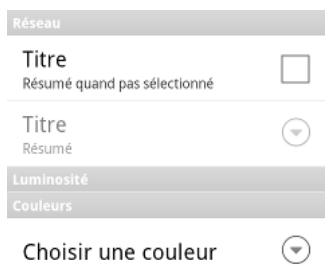 Réseau
Titre
Résumé quand pas sélectionné
Titre
Résumé
Luminosité
Couleurs
Choisir une couleur